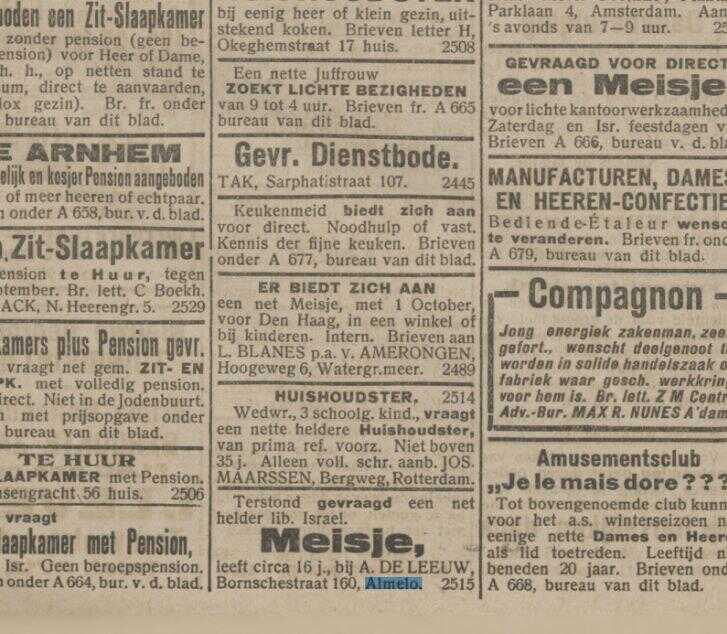 oden een Zit-Slaapkamer
zonder pension (geen be-
ension) voor Heer of Dame,
h. h., op netten stand te
um, direct te aanvaarden,
lox gezin). Br. fr. onder
bureau van dit blad.
E ARNHEM
elijk en kosjer Pension aangeboden
of meer heeren of echtpaar.
n onder A 658, bur. v. d. blad.
Zit-Slaapkamer
ension te Huur, tegen
ptember. Br. lett. C Boekh.
ACK, N. Heerengr. 5. 2529
amers plus Pension gevr.
vraagt net gem. ZIT- EN
PK. met volledig pension.
irect. Niet in de Jodenbuurt.
n met prijsopgave onder
bureau van dit blad.
TE HUUR
LAAPKAMER met Pension.
nsengracht 56 huis. 2506
vraagt
laapkamer met Pension,
Isr. Geen beroepspension.
n onder A 664, bur. v. d. blad.
bij eenig heer of klein gezin, uit-
stekend koken. Brieven letter H,
Okeghemstraat 17 huis. 2508
Een nette Juffrouw
ZOEKT LICHTE BEZIGHEDEN
van 9 tot 4 uur. Brieven fr. A 665
bureau van dit blad.
Gevr. Dienstbode.
TAK, Sarphatistraat 107. 2445
Keukenmeid biedt zich aan
voor direct. Noodhulp of vast.
Kennis der fijne keuken. Brieven
onder A 677, bureau van dit blad.
ER BIEDT ZICH AAN
een net Meisje, met 1 October,
voor Den Haag, in een winkel of
bij kinderen. Intern. Brieven aan
L. BLANES p.a. v. AMERONGEN,
Hoogeweg 6, Watergr.meer. 2489
HUISHOUDSTER, 2514
Wedwr., 3 schoolg. kind., vraagt
een nette heldere Huishoudster,
van prima ref. voorz. Niet boven
35 j. Alleen voll. schr. aanb. JOS.
MAARSSEN, Bergweg, Rotterdam.
Terstond gevraagd een net
helder lib. Israel.
Meisje,
leeft circa 16 j., bij A. DE LEEUW,
Bornschestraat 160, Almelo. 2515
Parklaan 4, Amsterdam. Aan
's avonds van 7—9 uur. 25
GEVRAAGD VOOR DIRECT
een Meisje
voor lichte kantoorwerkzaamhed
Zaterdag en Isr. feestdagen v
Brieven A 666, bureau v. d. bla
MANUFACTUREN, DAMES
EN HEEREN-CONFECTIE
Bediende-Étaleur wensc
te veranderen. Brieven fr. ond
A 679, bureau van dit blad.
— Compagnon —
Jong energiek zakenman, zee
gefort., wenscht deelgenoot t
worden in solide handelszaak o
fabriek waar gesch. werkkrin
voor hem is. Br. lett. Z M Centr
Adv.-Bur. MAX R. NUNES A'dam
Amusementsclub
„Je le mais dore???
Tot bovengenoemde club kunn
voor het a.s. winterseizoen n
eenige nette Dames en Heer
als lid toetreden. Leeftijd n
beneden 20 jaar. Brieven ond
A 668, bureau van dit blad.